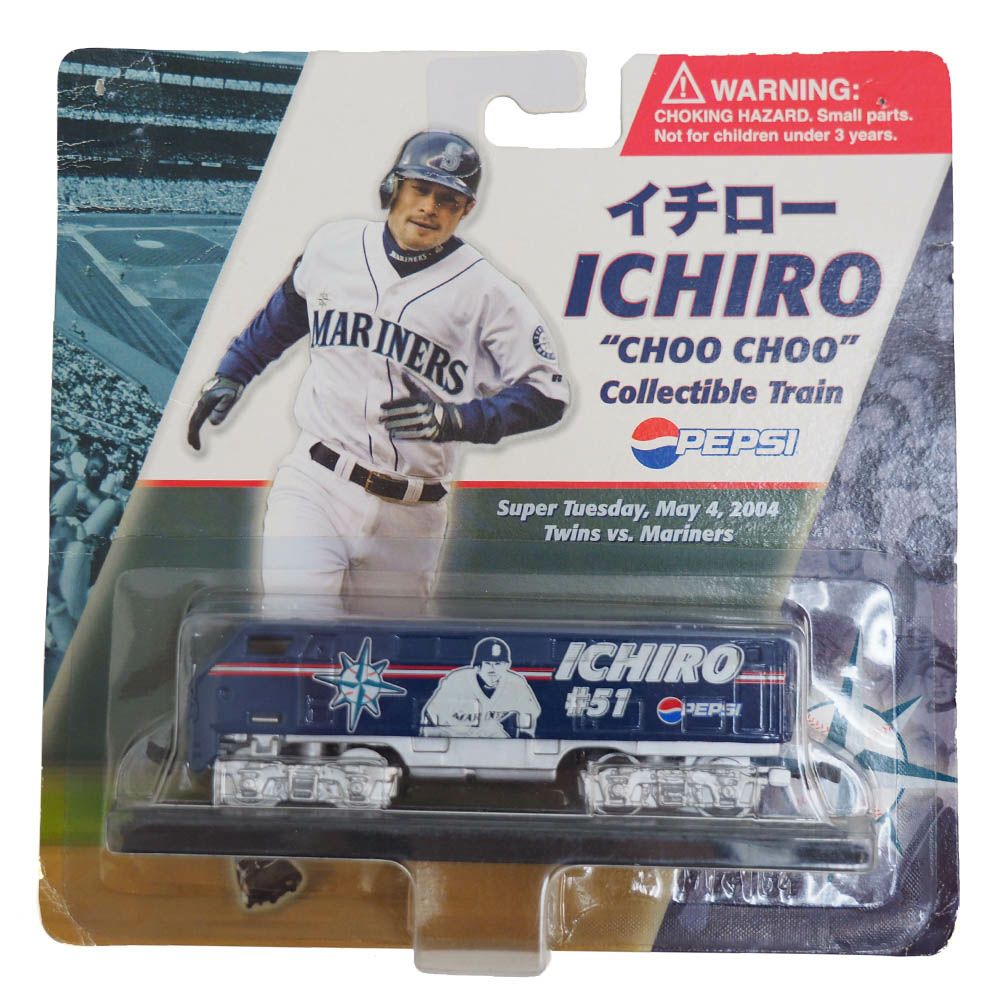 WARNING:
CHOKING HAZARD. Small parts.
Not for children under 3 years.
イチロー
ICHIRO
"CHOO CHOO"
Collectible Train
PEPSI
Super Tuesday, May 4, 2004
Twins vs. Mariners
S
MARINERS
MARINERS
ICHIRO
#51
PEPSI
MARINE